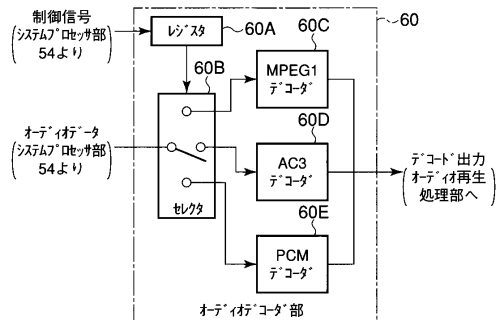 制御信号
(システムプロセッサ部
54より)
レジスタ
60A
60
60B
60C
MPEG1
デコーダ
オーディオデータ
(システムプロセッサ部
54より)
60D
AC3
デコーダ
デコード出力
(オーディオ再生
処理部へ)
セレクタ
60E
PCM
デコーダ
オーディオデコーダ部